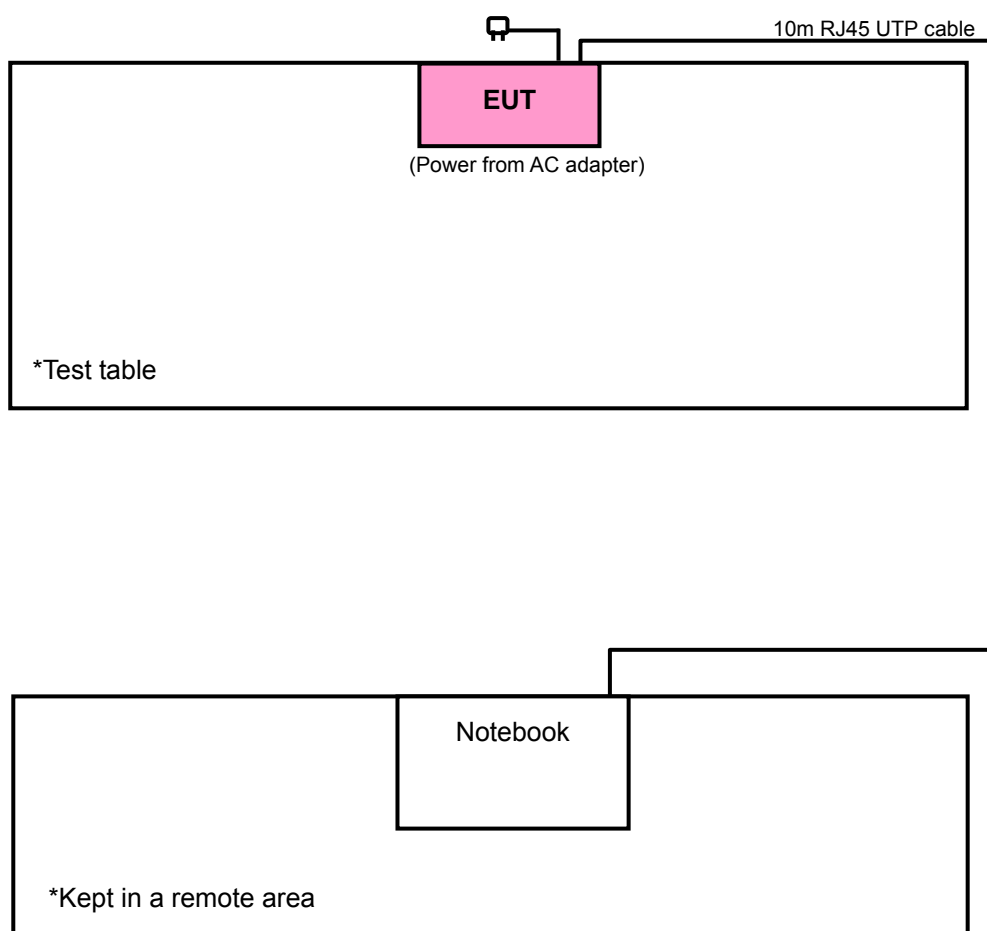 10m RJ45 UTP cable
EUT
(Power from AC adapter)
*Test table
Notebook
*Kept in a remote area